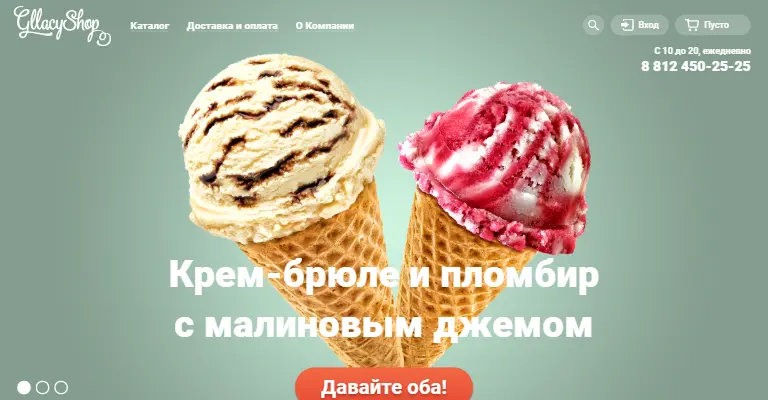 GllacyShop
Каталог
Доставка и оплата
О Компании
Вход
Пусто
С 10 до 20, ежедневно
8 812 450-25-25
Крем-брюле и пломбир
с малиновым джемом
Давайте оба!